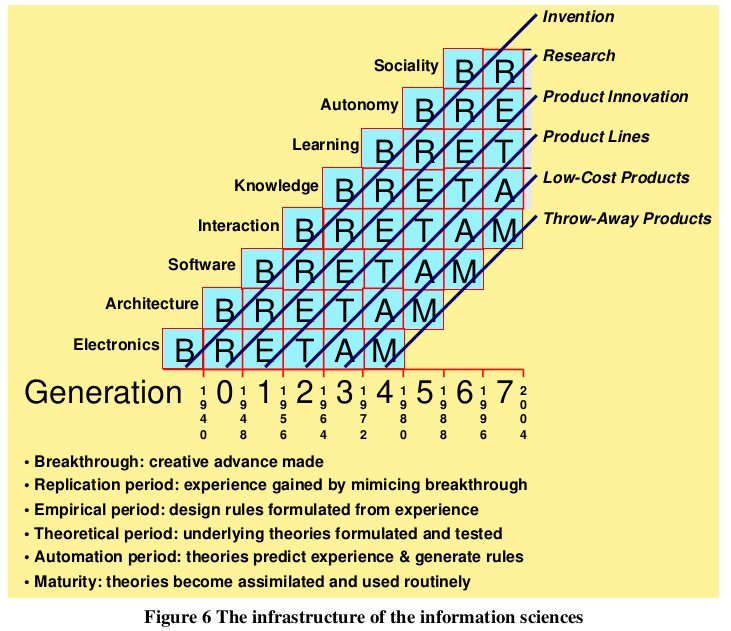 Invention
Sociality B R Research
Autonomy B R E Product Innovation
Learning B R E T Product Lines
Knowledge B R E T A Low-Cost Products
Interaction B R E T A M Throw-Away Products
Software B R E T A M
Architecture B R E T A M
Electronics B R E T A M
Generation 0 1 2 3 4 5 6 7
1940 1948 1956 1964 1972 1980 1988 1996 2004
• Breakthrough: creative advance made
• Replication period: experience gained by mimicing breakthrough
• Empirical period: design rules formulated from experience
• Theoretical period: underlying theories formulated and tested
• Automation period: theories predict experience & generate rules
• Maturity: theories become assimilated and used routinely
Figure 6 The infrastructure of the information sciences